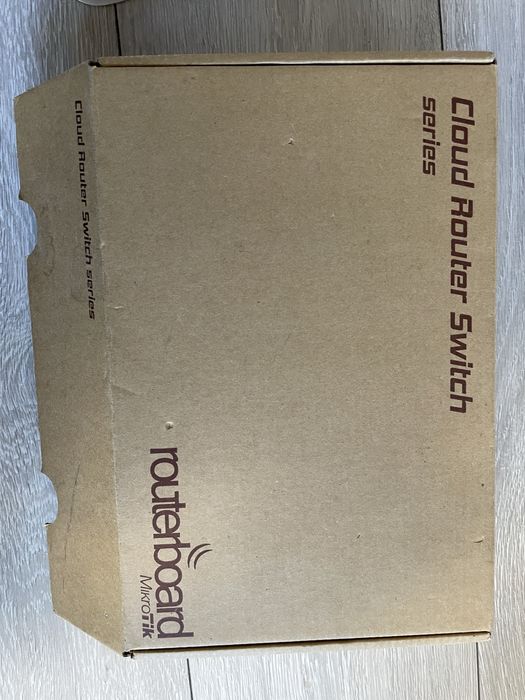 Cloud Router Switch
series
routerboard
MIKROTIK
Cloud Router Switch series